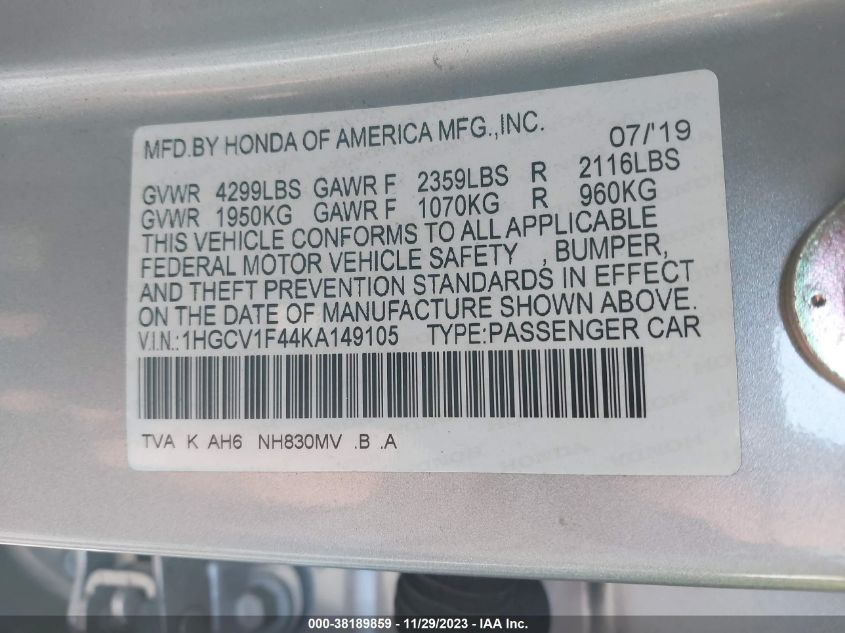 MFD.BY HONDA OF AMERICA MFG.,INC. 07/'19
GVWR 4299LBS GAWR F 2359LBS R 2116LBS
GVWR 1950KG GAWR F 1070KG R 960KG
THIS VEHICLE CONFORMS TO ALL APPLICABLE
FEDERAL MOTOR VEHICLE SAFETY , BUMPER,
AND THEFT PREVENTION STANDARDS IN EFFECT
ON THE DATE OF MANUFACTURE SHOWN ABOVE.
V.I.N.:1HGCV1F44KA149105 TYPE:PASSENGER CAR
TVA K AH6 NH830MV .B .A
000-38189859 - 11/29/2023 - IAA Inc.